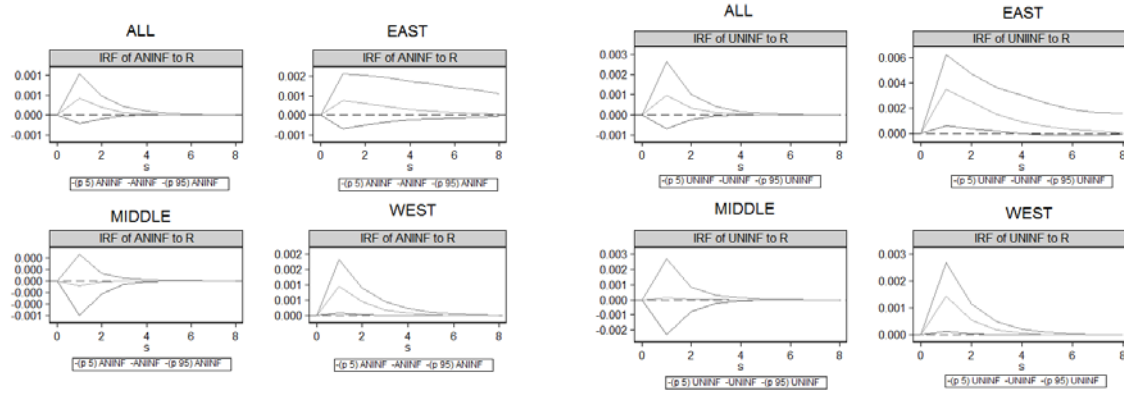 ALL
IRF of ANINF to R
0.001
0.001
0.000
-0.001
0 2 4 6 8
s
-(p 5) ANINF -ANINF -(p 95) ANINF
EAST
IRF of ANINF to R
0.002
0.001
0.000
-0.001
0 2 4 6 8
s
-(p 5) ANINF -ANINF -(p 95) ANINF
ALL
IRF of UNINF to R
0.003
0.002
0.001
0.000
-0.001
0 2 4 6 8
s
-(p 5) UNINF -UNINF -(p 95) UNINF
EAST
IRF of UNIINF to R
0.006
0.004
0.002
0.000
0 2 4 6 8
s
-(p 5) UNINF -UNINF -(p 95) UNINF
MIDDLE
IRF of ANINF to R
0.000
0.000
0.000
-0.000
-0.000
-0.001
0 2 4 6 8
s
-(p 5) ANINF -ANINF -(p 95) ANINF
WEST
IRF of ANINF to R
0.002
0.002
0.001
0.001
0.000
0 2 4 6 8
s
-(p 5) ANINF -ANINF -(p 95) ANINF
MIDDLE
IRF of UNINF to R
0.003
0.002
0.001
0.000
-0.001
-0.002
0 2 4 6 8
s
-(p 5) UNINF -UNINF -(p 95) UNINF
WEST
IRF of UNINF to R
0.003
0.002
0.001
0.000
0 2 4 6 8
s
-(p 5) UNINF -UNINF -(p 95) UNINF